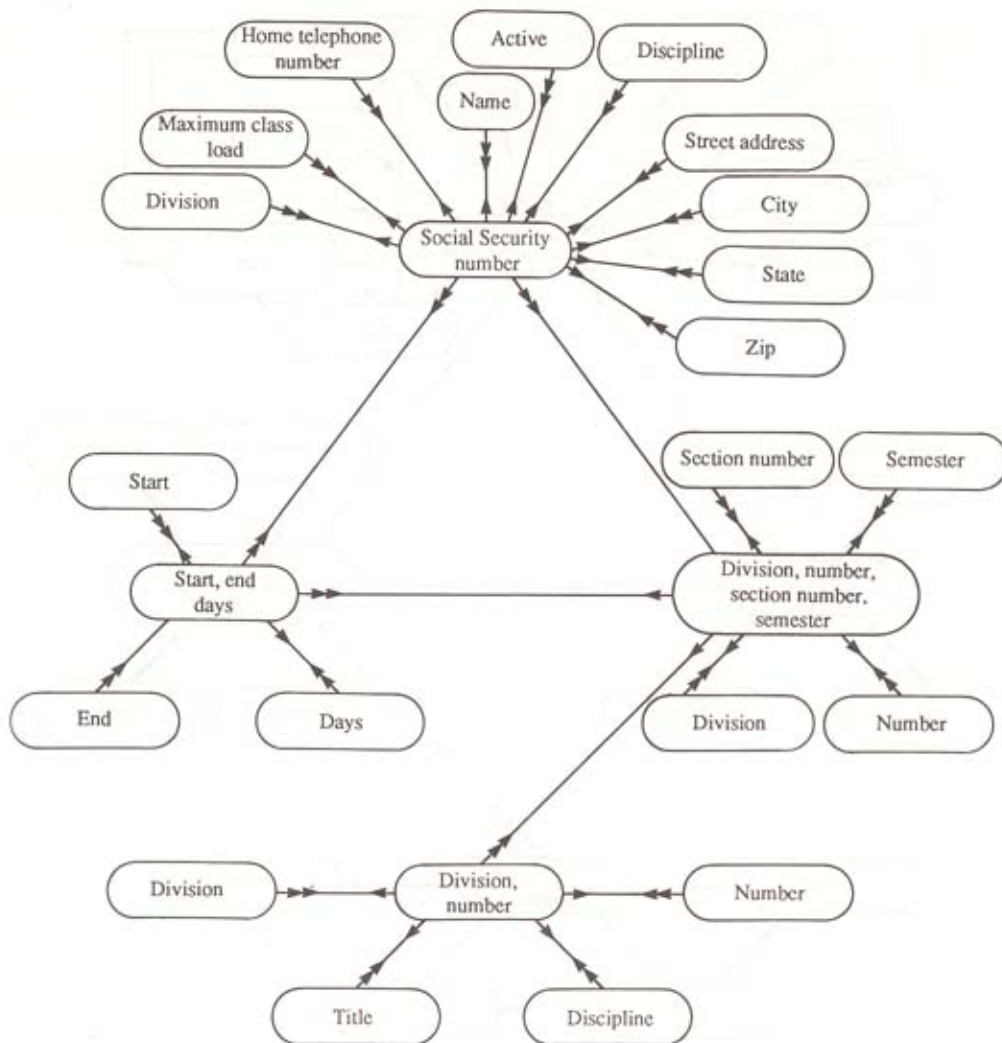 Home telephone
number
Active
Discipline
Name
Maximum class
load
Street address
Division
City
Social Security
number
State
Zip
Section number
Semester
Start
Start, end
days
Division, number,
section number,
semester
End
Days
Division
Number
Division
Division,
number
Number
Title
Discipline